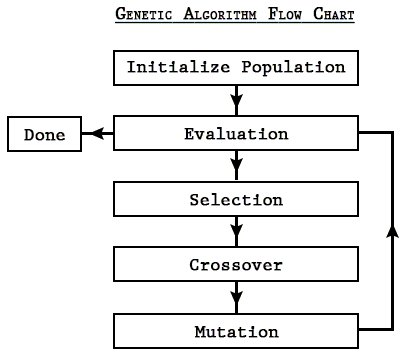 Genetic Algorithm Flow Chart
Initialize Population
Done
Evaluation
Selection
Crossover
Mutation